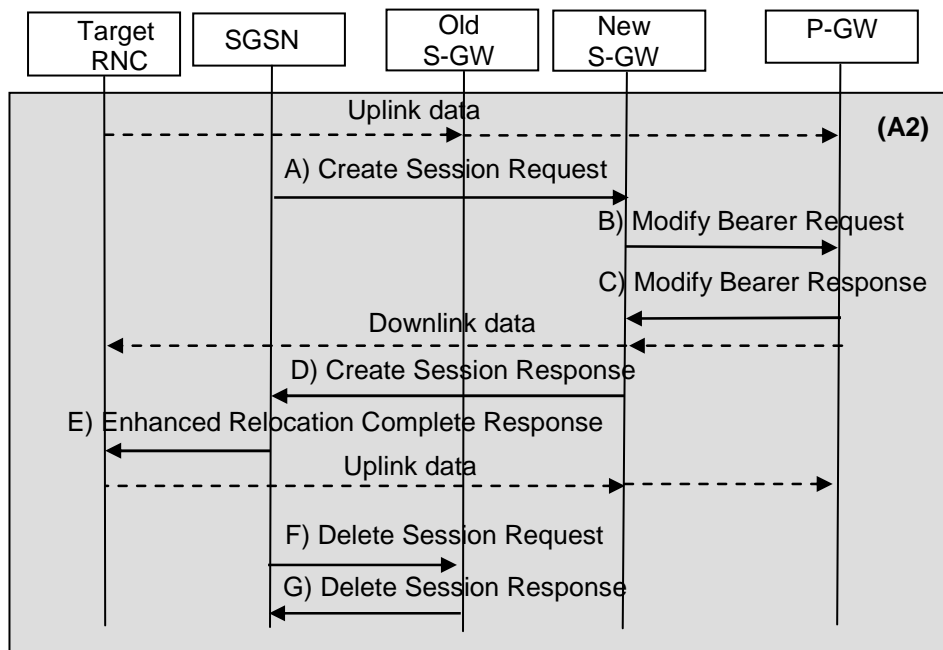 Target
RNC
SGSN
Old
S-GW
New
S-GW
P-GW
Uplink data
(A2)
A) Create Session Request
B) Modify Bearer Request
C) Modify Bearer Response
Downlink data
D) Create Session Response
E) Enhanced Relocation Complete Response
Uplink data
F) Delete Session Request
G) Delete Session Response